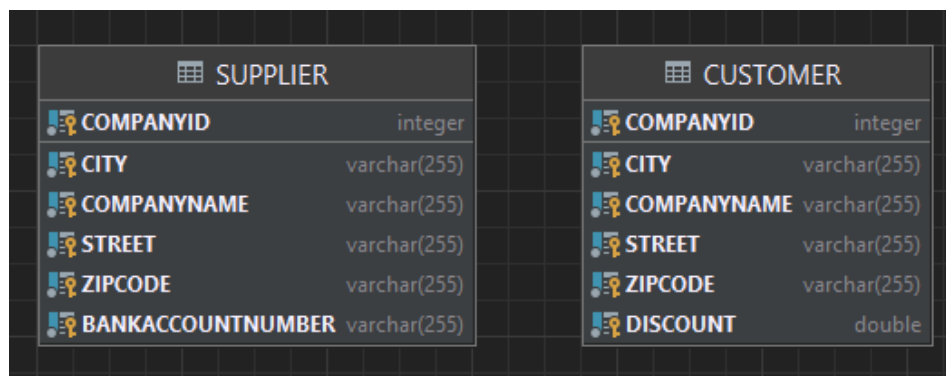 SUPPLIER
COMPANYID integer
CITY varchar(255)
COMPANYNAME varchar(255)
STREET varchar(255)
ZIPCODE varchar(255)
BANKACCOUNTNUMBER varchar(255)
CUSTOMER
COMPANYID integer
CITY varchar(255)
COMPANYNAME varchar(255)
STREET varchar(255)
ZIPCODE varchar(255)
DISCOUNT double